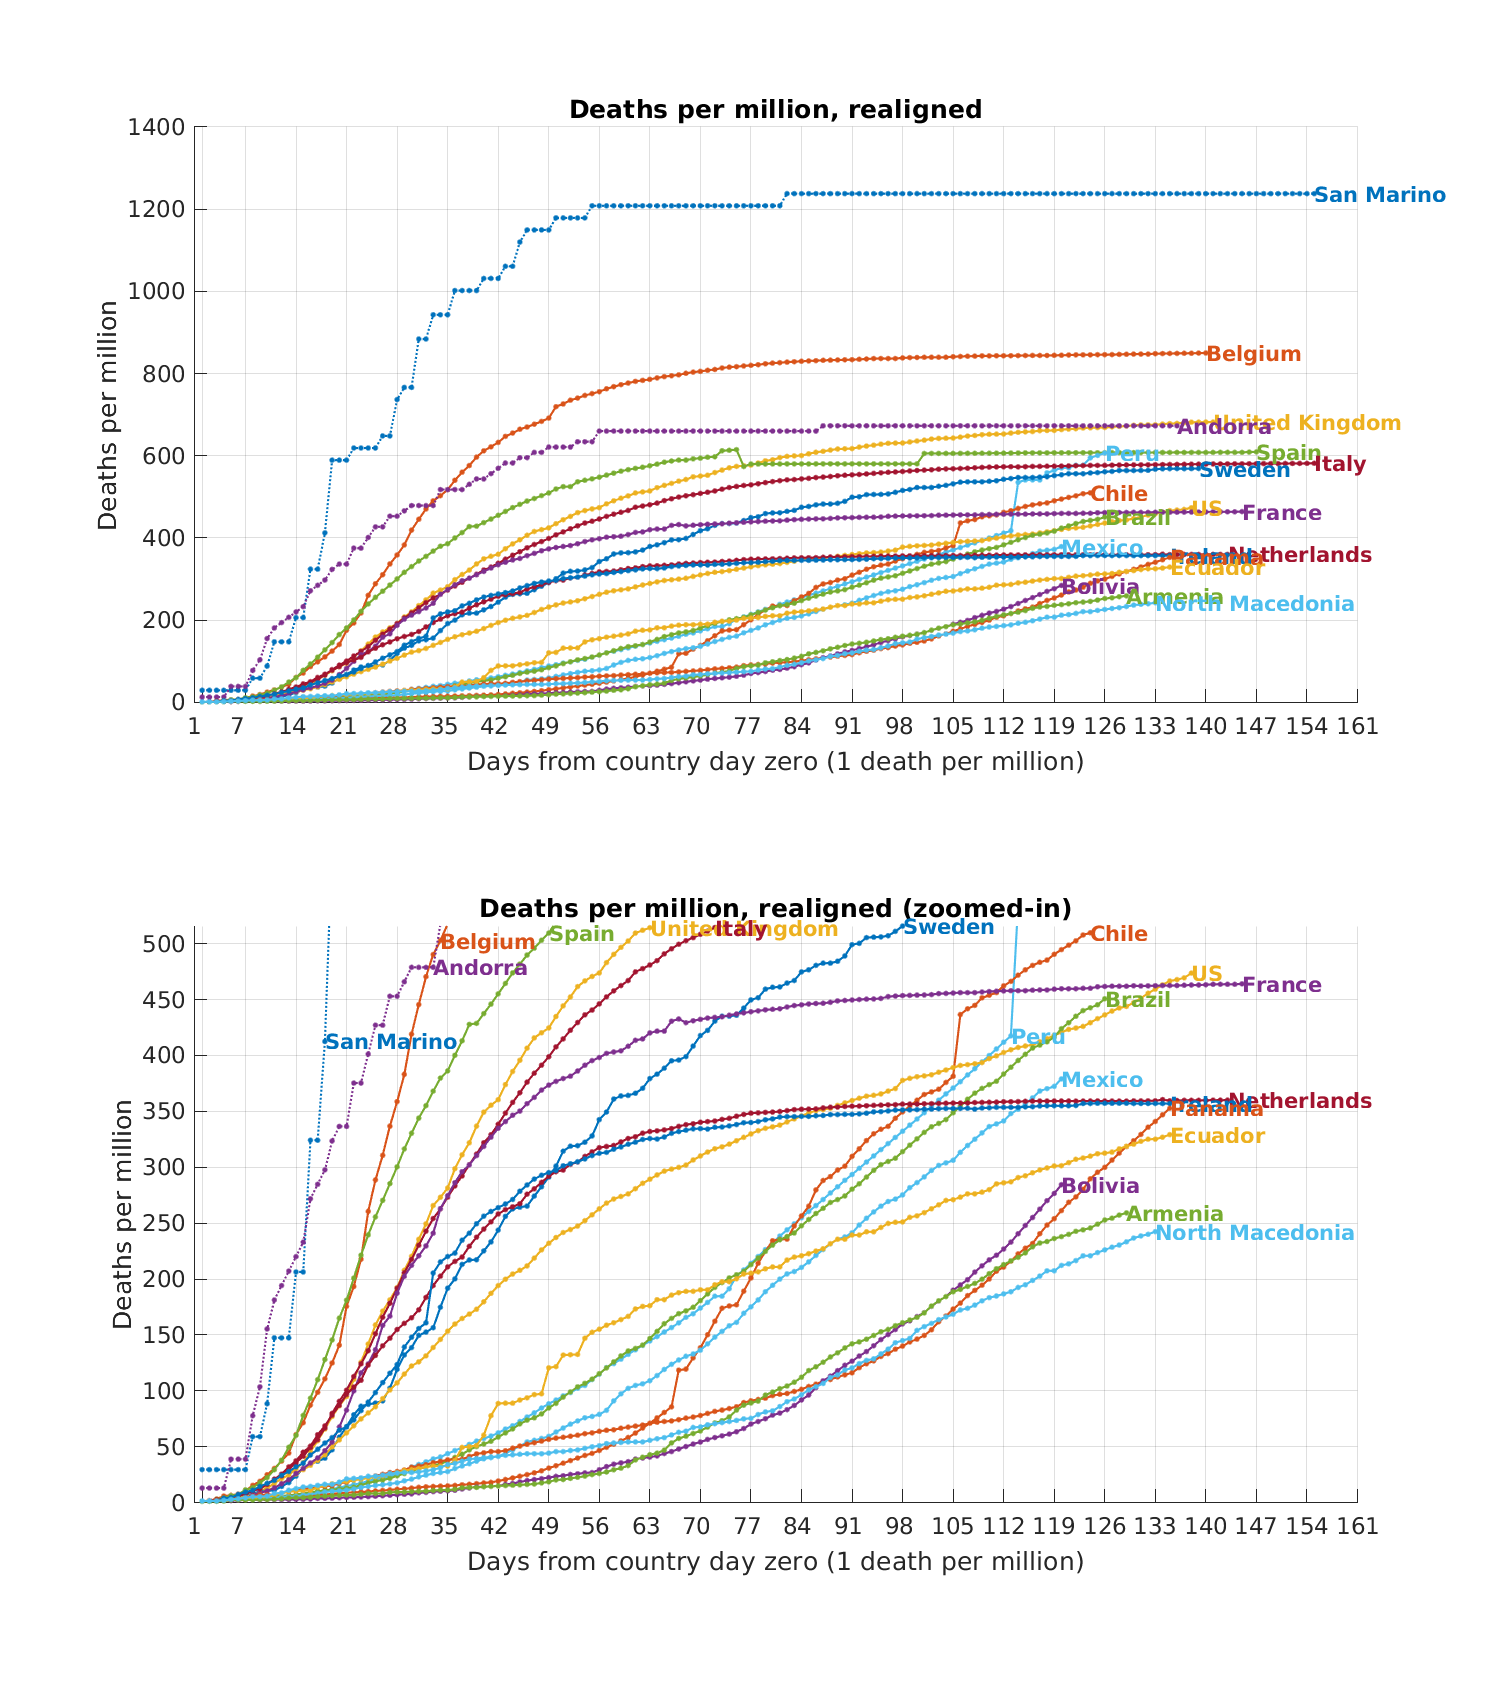 Deaths per million, realigned
1400
1200
1000
800
600
400
200
0
Deaths per million
San Marino
Belgium
United Kingdom
Andorra
Spain
Peru
Italy
Sweden
Chile
US
France
Brazil
Mexico
Netherlands
Panama
Ecuador
Bolivia
Armenia
North Macedonia
1 7 14 21 28 35 42 49 56 63 70 77 84 91 98 105 112 119 126 133 140 147 154 161
Days from country day zero (1 death per million)
Deaths per million, realigned (zoomed-in)
500
450
400
350
300
250
200
150
100
50
0
Deaths per million
Belgium
Spain
United Kingdom
Italy
Sweden
Chile
Andorra
US
France
Brazil
San Marino
Peru
Mexico
Netherlands
Panama
Ecuador
Bolivia
Armenia
North Macedonia
1 7 14 21 28 35 42 49 56 63 70 77 84 91 98 105 112 119 126 133 140 147 154 161
Days from country day zero (1 death per million)